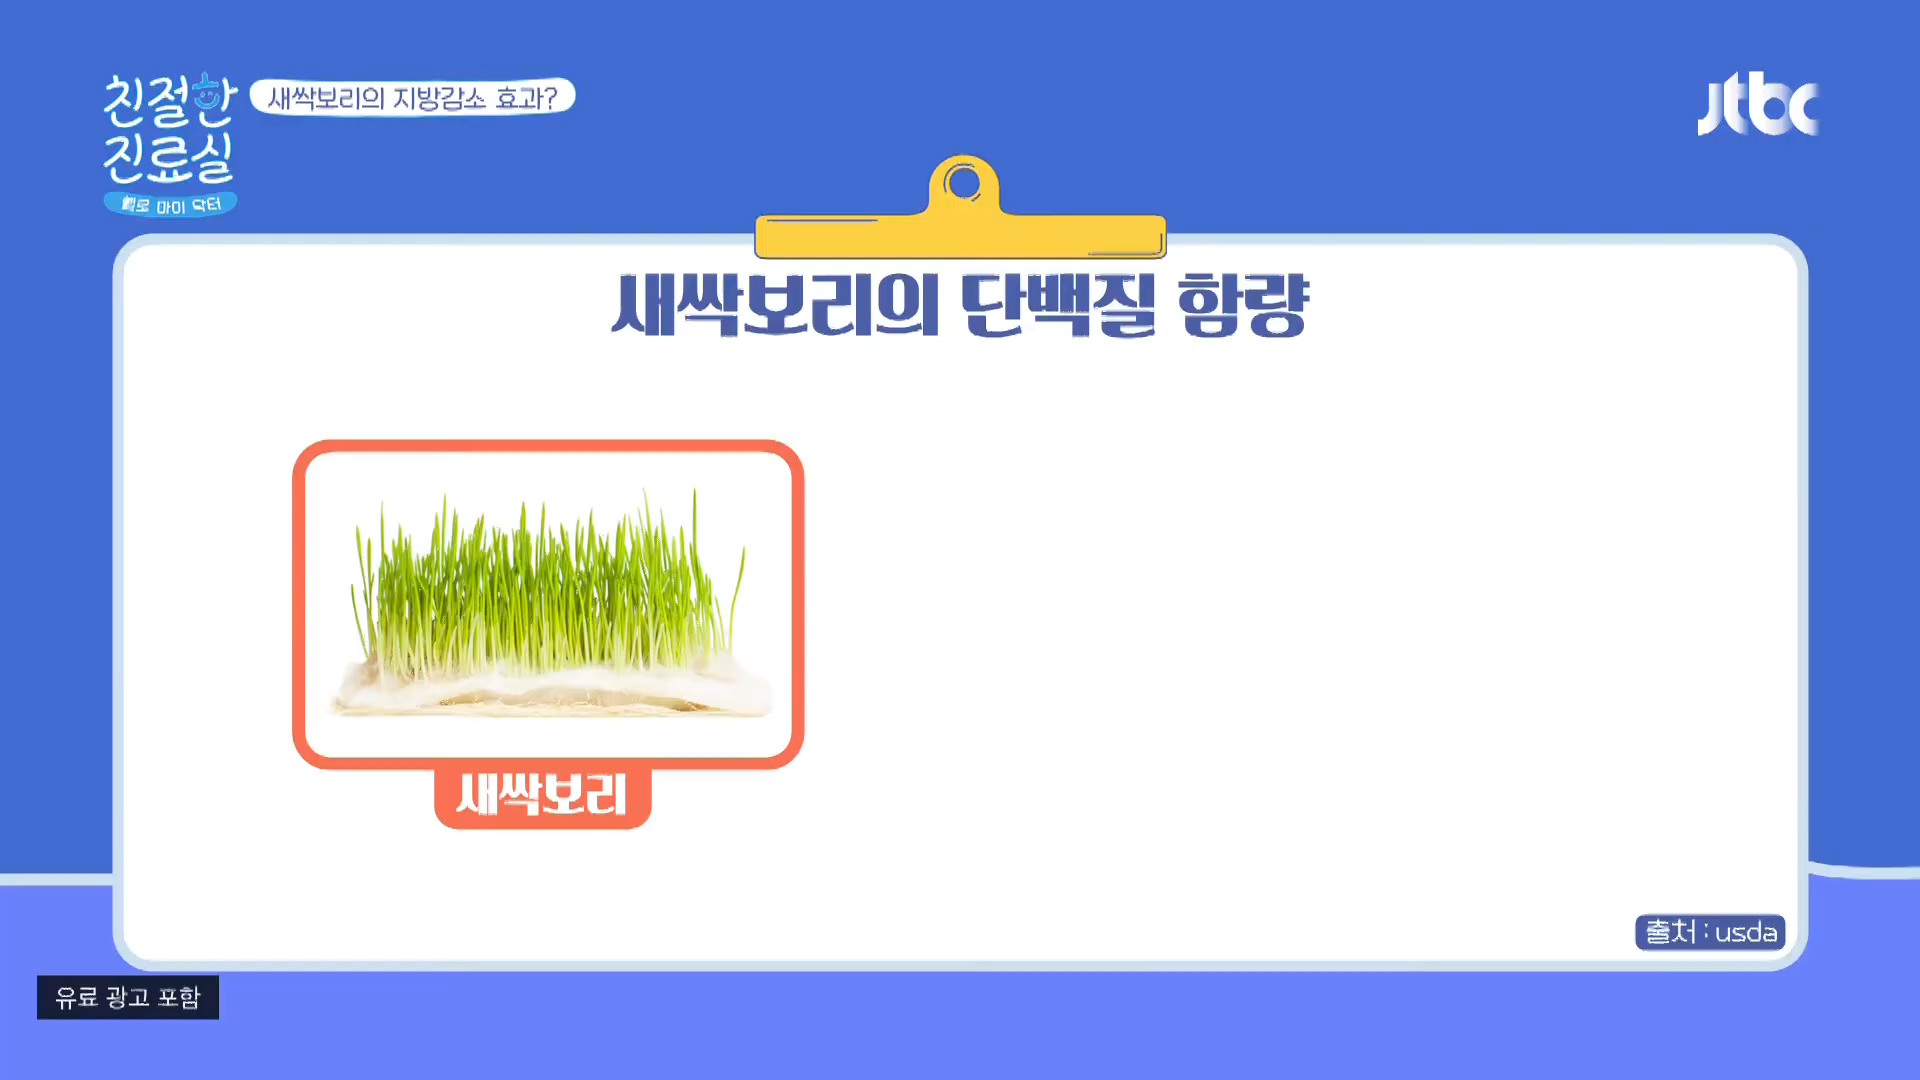 친절한
진료실
헬로 마이 닥터
새싹보리의 지방감소 효과?
jtbc
새싹보리의 단백질 함량
새싹보리
출처 : usda
유료 광고 포함